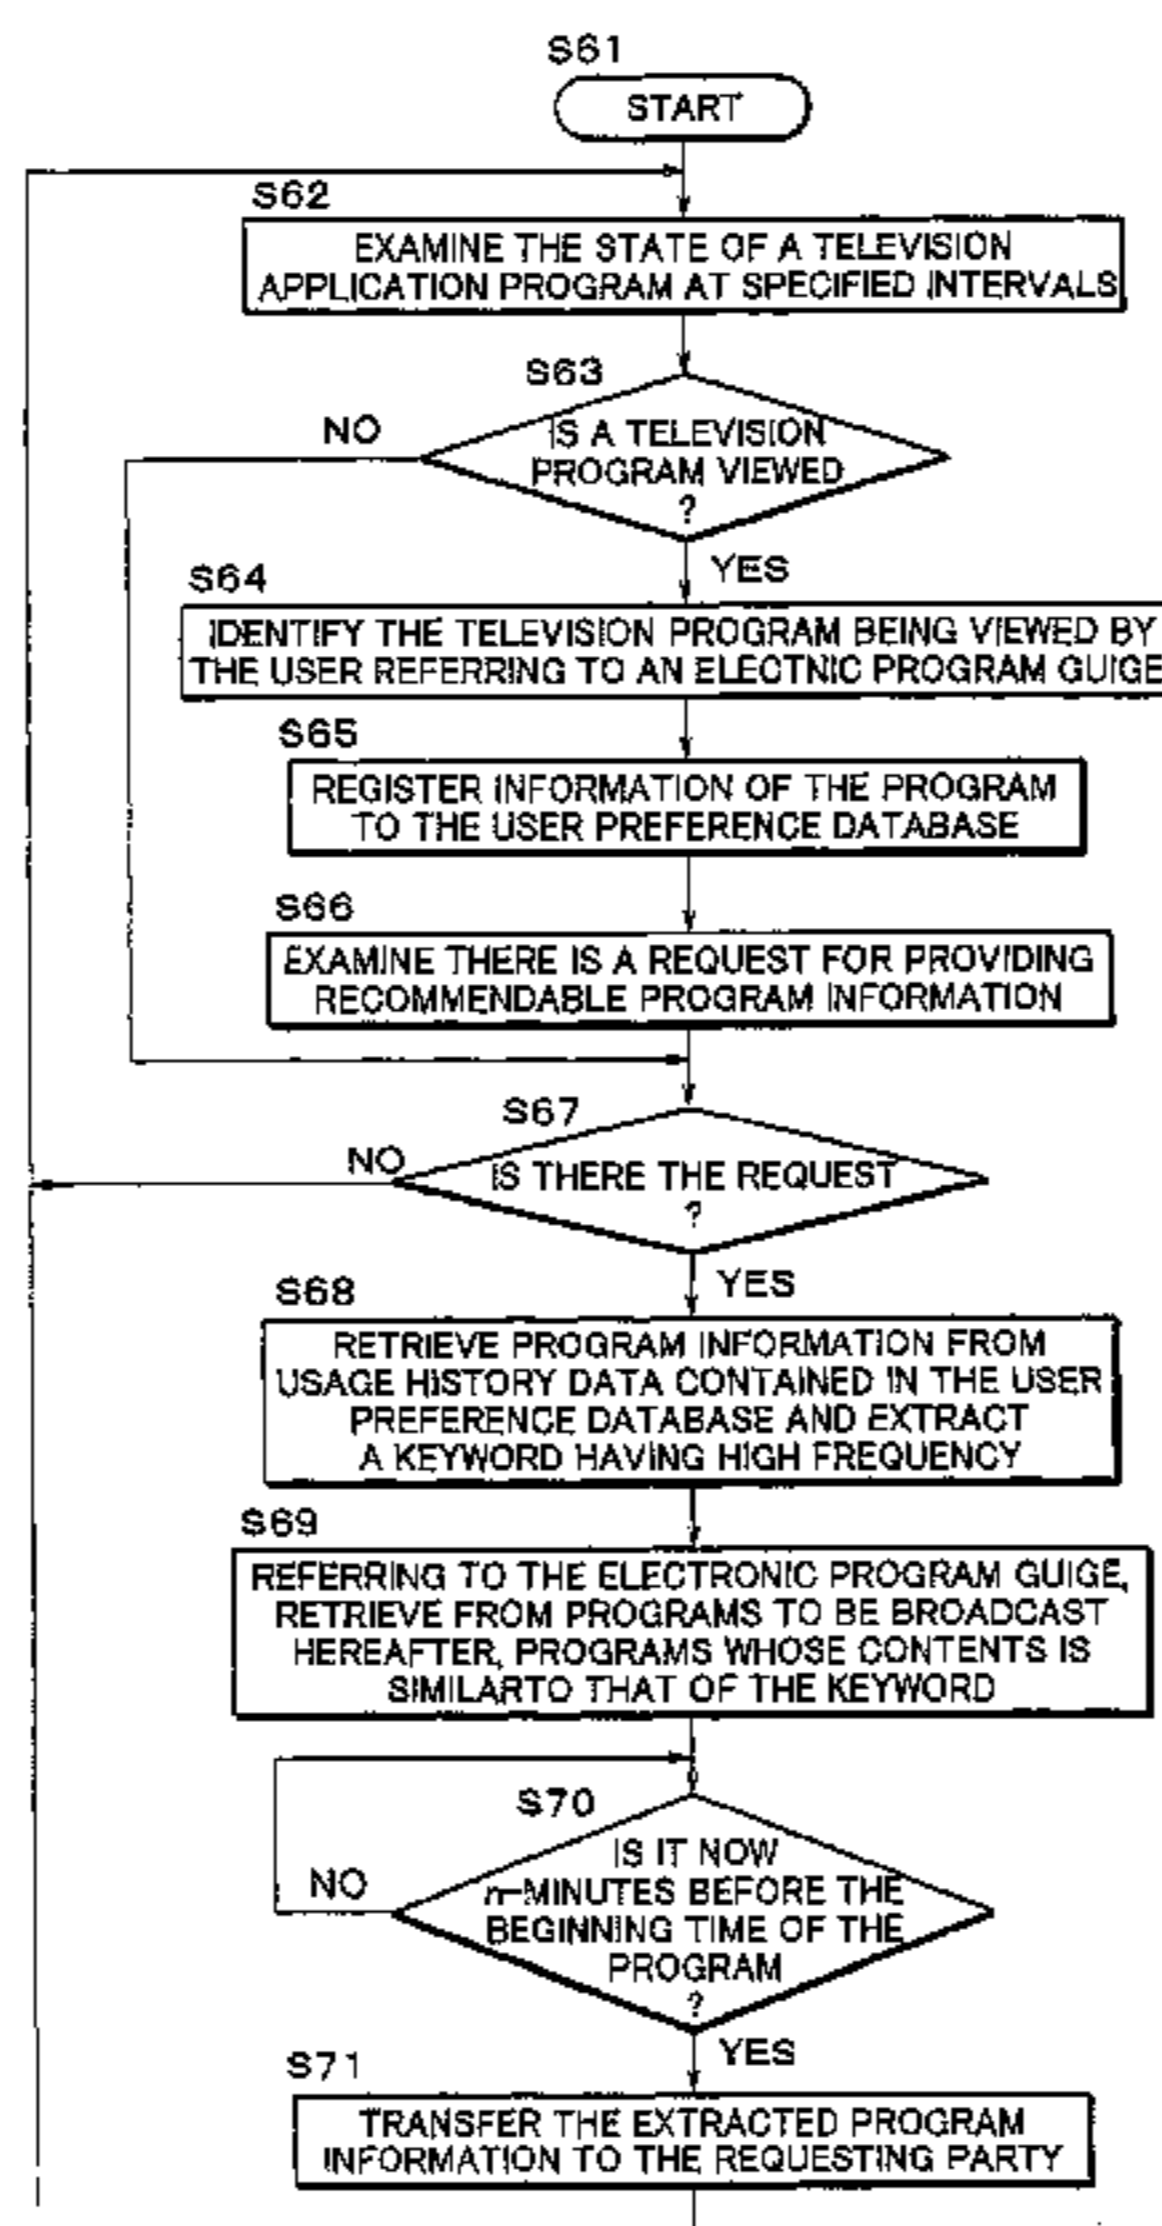 S61
START
S62
EXAMINE THE STATE OF A TELEVISION
APPLICATION PROGRAM AT SPECIFIED INTERVALS
S63
NO
IS A TELEVISION
PROGRAM VIEWED
?
YES
S64
IDENTIFY THE TELEVISION PROGRAM BEING VIEWED BY
THE USER REFERRING TO AN ELECTNIC PROGRAM GUIGE
S65
REGISTER INFORMATION OF THE PROGRAM
TO THE USER PREFERENCE DATABASE
S66
EXAMINE THERE IS A REQUEST FOR PROVIDING
RECOMMENDABLE PROGRAM INFORMATION
S67
NO
IS THERE THE REQUEST
?
YES
S68
RETRIEVE PROGRAM INFORMATION FROM
USAGE HISTORY DATA CONTAINED IN THE USER
PREFERENCE DATABASE AND EXTRACT
A KEYWORD HAVING HIGH FREQUENCY
S69
REFERRING TO THE ELECTRONIC PROGRAM GUIGE,
RETRIEVE FROM PROGRAMS TO BE BROADCAST
HEREAFTER, PROGRAMS WHOSE CONTENTS IS
SIMILARTO THAT OF THE KEYWORD
S70
NO
IS IT NOW
n-MINUTES BEFORE THE
BEGINNING TIME OF THE
PROGRAM
?
YES
S71
TRANSFER THE EXTRACTED PROGRAM
INFORMATION TO THE REQUESTING PARTY